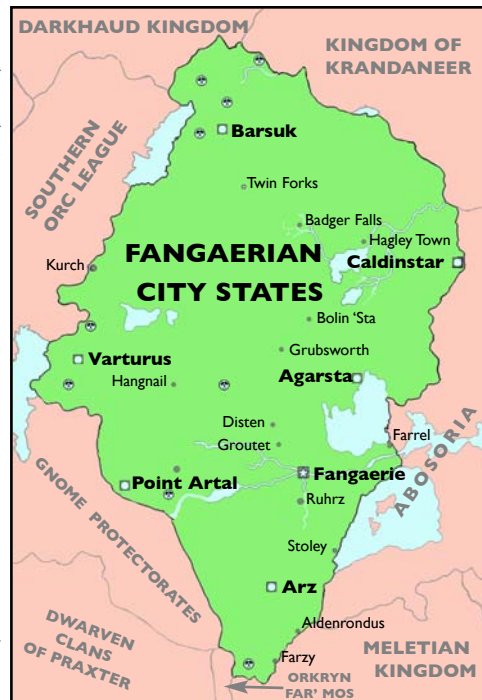 DARKHAUD KINGDOM
KINGDOM OF
KRANDANEER
SOUTHERN
ORC LEAGUE
Barsuk
Twin Forks
Badger Falls
Hagley Town
FANGAERIAN
CITY STATES
Caldinstar
Kurch
Bolin ‘Sta
Grubsworth
Varturus
Hangnail
Agarsta
Disten
Groutet
Farrel
ABOSORIA
Fangaerie
Point Artal
Ruhrz
GNOME PROTECTORATES
Stoley
Arz
Aldenrondus
DWARVEN
CLANS
OF PRAXTER
MELETIAN
KINGDOM
Farzy
ORKRYN
FAR’ MOS